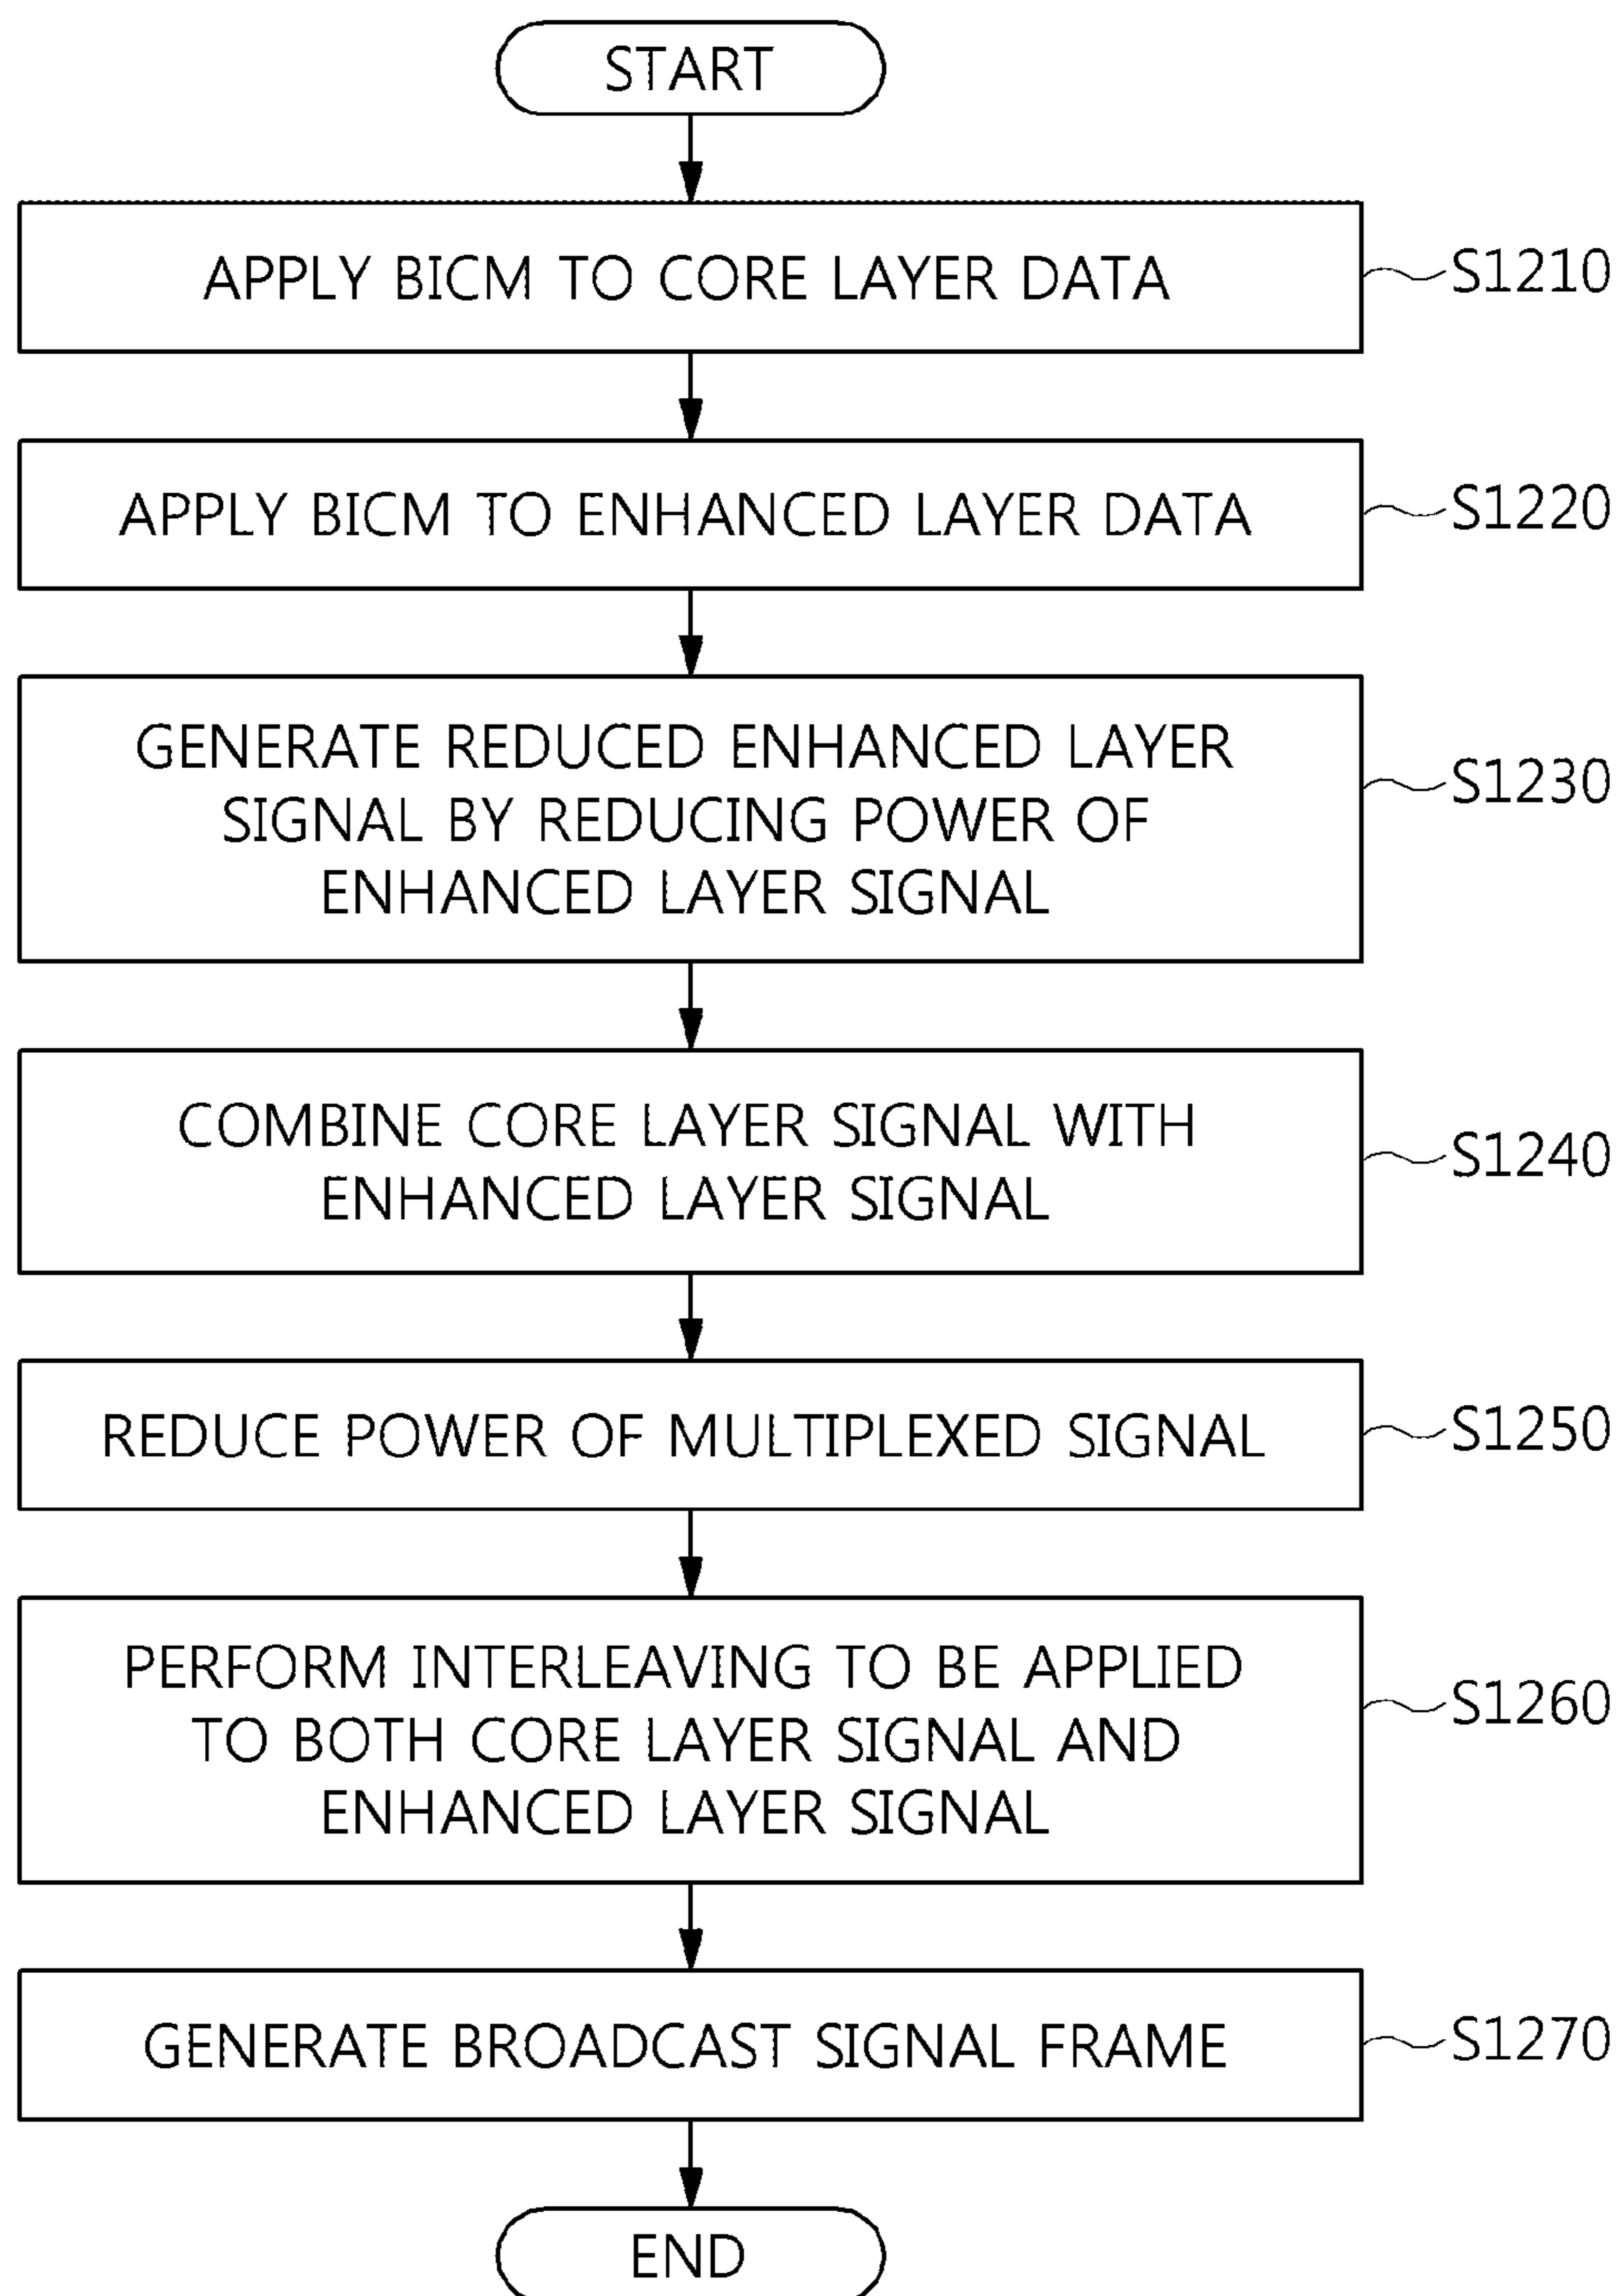 START
APPLY BICM TO CORE LAYER DATA
S1210
APPLY BICM TO ENHANCED LAYER DATA
S1220
GENERATE REDUCED ENHANCED LAYER
SIGNAL BY REDUCING POWER OF
ENHANCED LAYER SIGNAL
S1230
COMBINE CORE LAYER SIGNAL WITH
ENHANCED LAYER SIGNAL
S1240
REDUCE POWER OF MULTIPLEXED SIGNAL
S1250
PERFORM INTERLEAVING TO BE APPLIED
TO BOTH CORE LAYER SIGNAL AND
ENHANCED LAYER SIGNAL
S1260
GENERATE BROADCAST SIGNAL FRAME
S1270
END